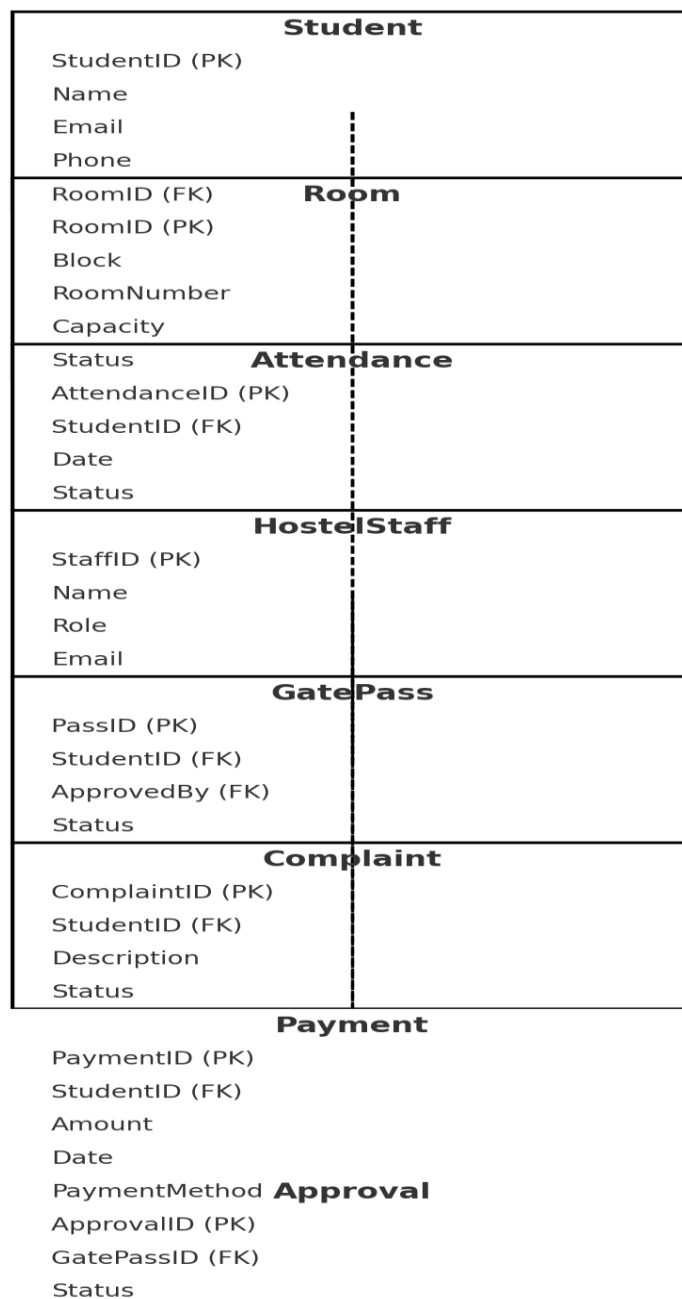 Student
StudentID (PK)
Name
Email
Phone
RoomID (FK) Room
RoomID (PK)
Block
RoomNumber
Capacity
Status Attendance
AttendanceID (PK)
StudentID (FK)
Date
Status
HostelStaff
StaffID (PK)
Name
Role
Email
GatePass
PassID (PK)
StudentID (FK)
ApprovedBy (FK)
Status
Complaint
ComplaintID (PK)
StudentID (FK)
Description
Status
Payment
PaymentID (PK)
StudentID (FK)
Amount
Date
PaymentMethod Approval
ApprovalID (PK)
GatePassID (FK)
Status